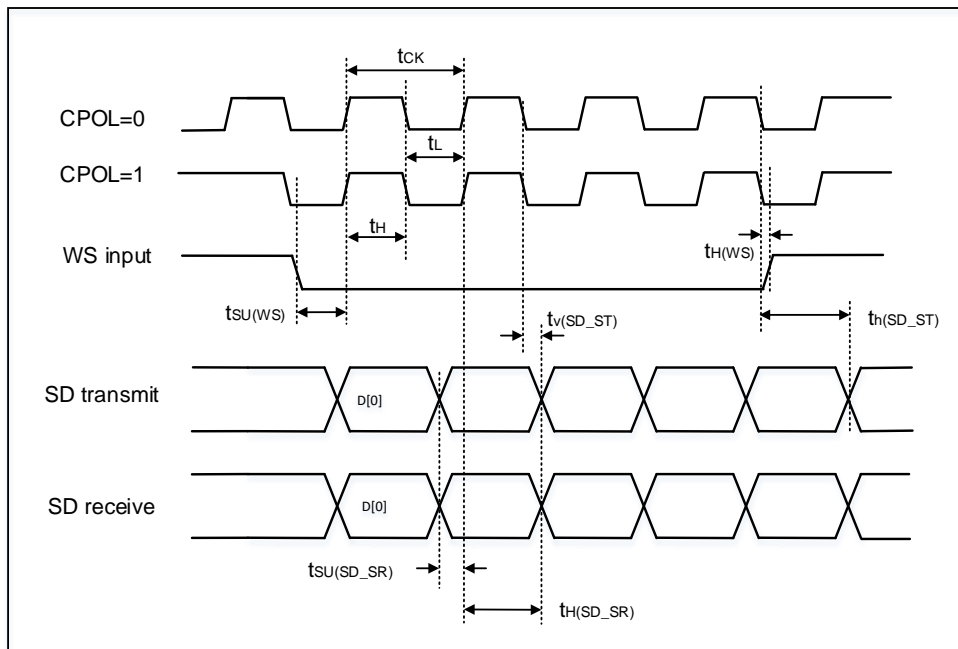 tCK
CPOL=0
tL
CPOL=1
tH
tH(WS)
WS input
tSU(WS)
tv(SD_ST)
th(SD_ST)
SD transmit
D[0]
SD receive
D[0]
tSU(SD_SR)
tH(SD_SR)